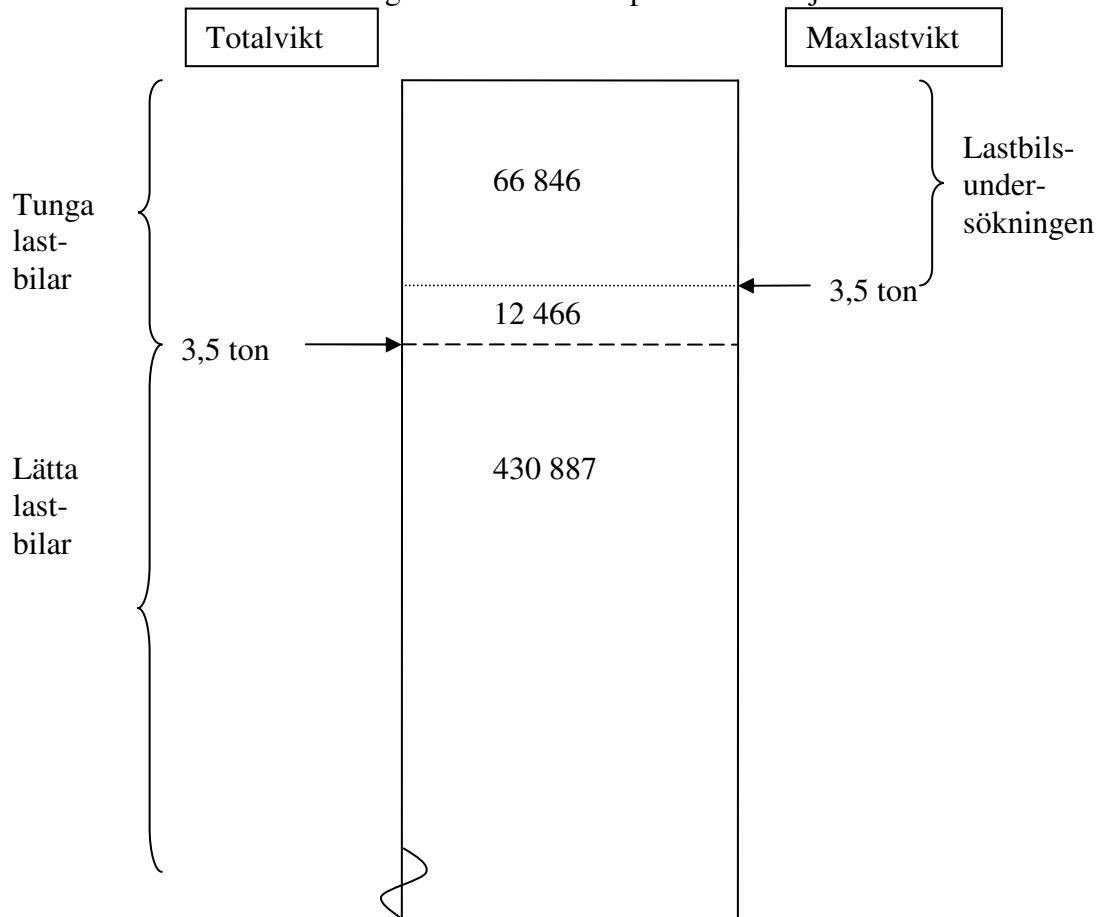 Totalvikt
Maxlastvikt
66 846
Lastbils-
under-
sökningen
Tunga
last-
bilar
3,5 ton
12 466
3,5 ton
Lätta
last-
bilar
430 887